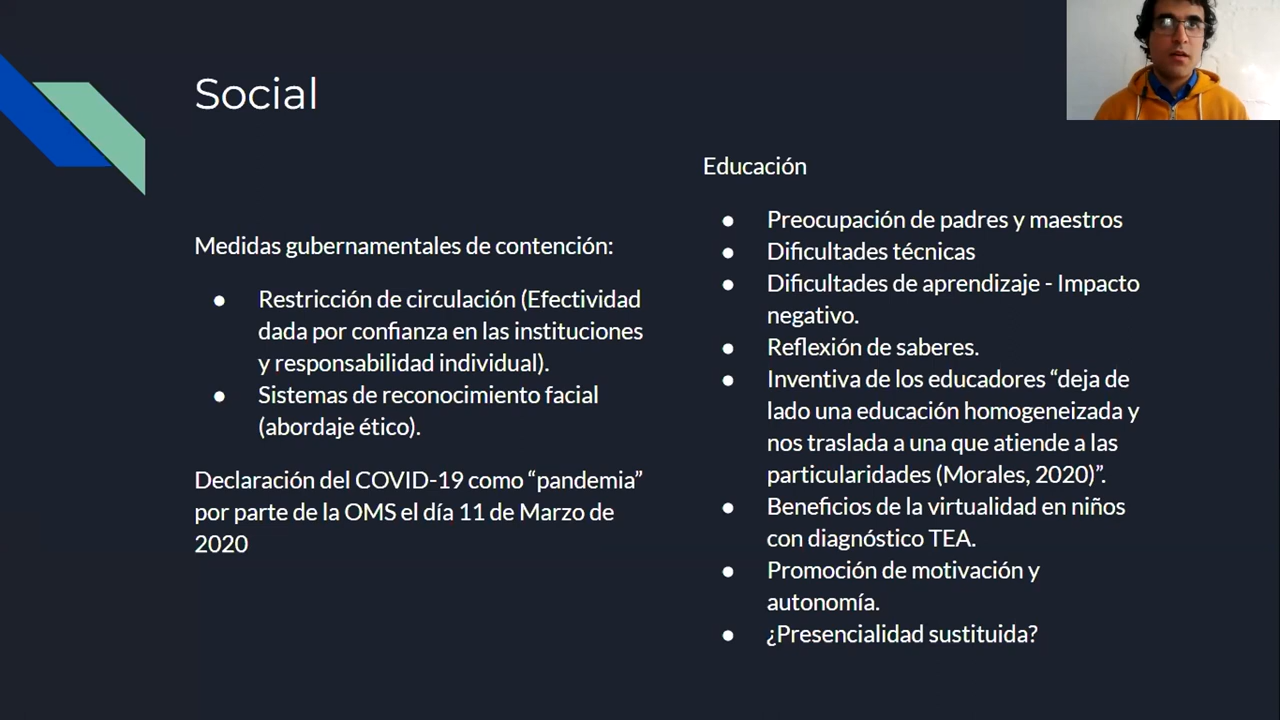 Social
Medidas gubernamentales de contención:
● Restricción de circulación (Efectividad
dada por confianza en las instituciones
y responsabilidad individual).
● Sistemas de reconocimiento facial
(abordaje ético).
Declaración del COVID-19 como “pandemia”
por parte de la OMS el día 11 de Marzo de
2020
Educación
● Preocupación de padres y maestros
● Dificultades técnicas
● Dificultades de aprendizaje - Impacto
negativo.
● Reflexión de saberes.
● Inventiva de los educadores “deja de
lado una educación homogeneizada y
nos traslada a una que atiende a las
particularidades (Morales, 2020)”.
● Beneficios de la virtualidad en niños
con diagnóstico TEA.
● Promoción de motivación y
autonomía.
● ¿Presencialidad sustituida?